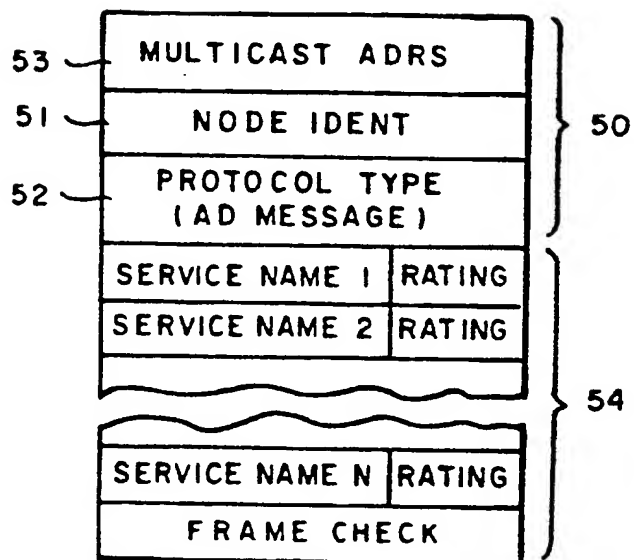 53 MULTICAST ADRS
51 NODE IDENT 50
52 PROTOCOL TYPE
(AD MESSAGE)
SERVICE NAME 1 RATING
SERVICE NAME 2 RATING
54
SERVICE NAME N RATING
FRAME CHECK